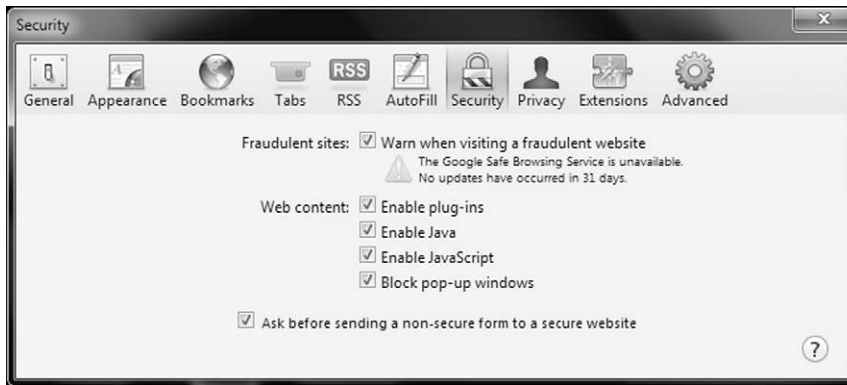 Security
x
RSS
General Appearance Bookmarks Tabs RSS AutoFill Security Privacy Extensions Advanced
Fraudulent sites: Warn when visiting a fraudulent website
The Google Safe Browsing Service is unavailable.
No updates have occurred in 31 days.
Web content: Enable plug-ins
Enable Java
Enable JavaScript
Block pop-up windows
Ask before sending a non-secure form to a secure website
?